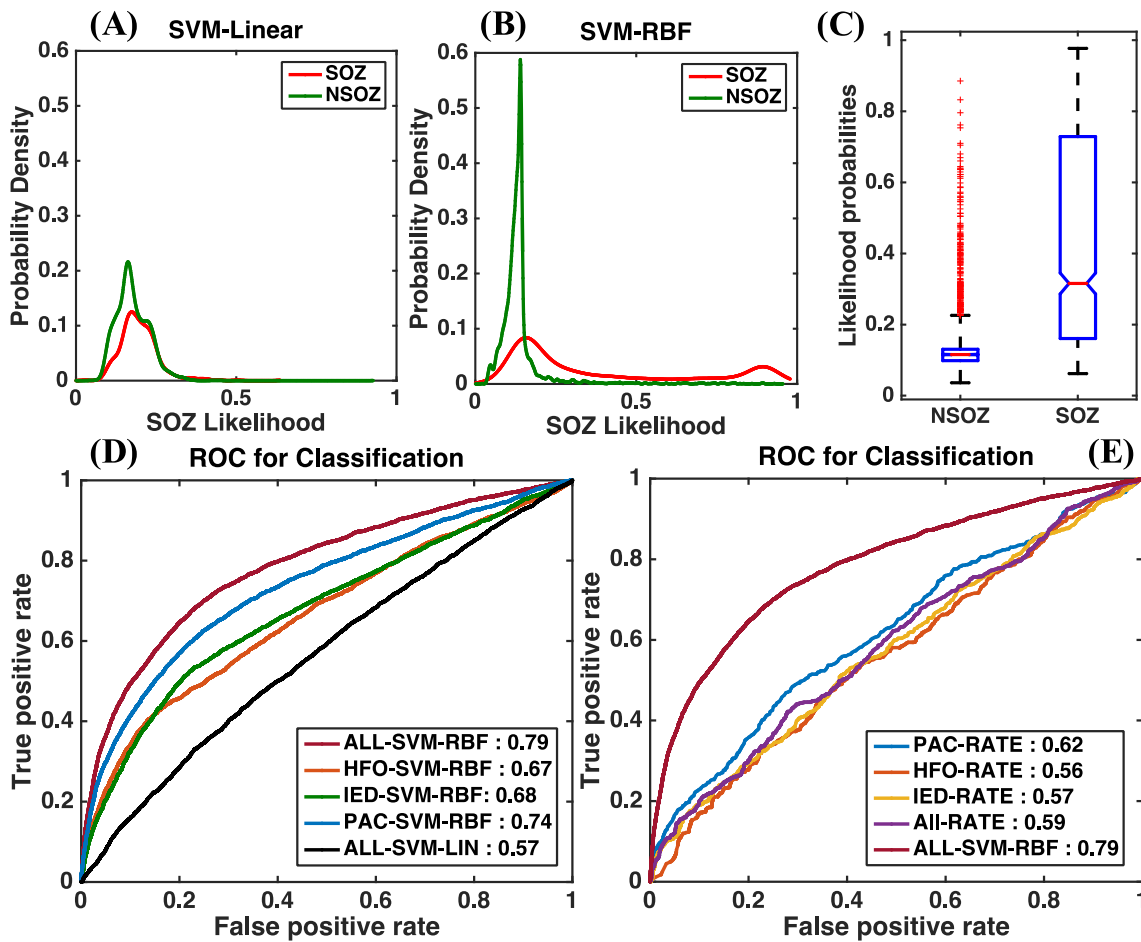 (A)
SVM-Linear
0.6
0.5
0.4
0.3
0.2
0.1
0
0
0.5
1
Probability Density
SOZ Likelihood
SOZ
NSOZ
(B)
SVM-RBF
0.6
0.5
0.4
0.3
0.2
0.1
0
0
0.5
1
Probability Density
SOZ Likelihood
SOZ
NSOZ
(C)
1
0.8
0.6
0.4
0.2
0
Likelihood probabilities
NSOZ
SOZ
(D)
ROC for Classification
1
0.8
0.6
0.4
0.2
0
0
0.2
0.4
0.6
0.8
1
True positive rate
False positive rate
ALL-SVM-RBF : 0.79
HFO-SVM-RBF : 0.67
IED-SVM-RBF : 0.68
PAC-SVM-RBF : 0.74
ALL-SVM-LIN : 0.57
ROC for Classification
(E)
1
0.8
0.6
0.4
0.2
0
0
0.2
0.4
0.6
0.8
1
True positive rate
False positive rate
PAC-RATE : 0.62
HFO-RATE : 0.56
IED-RATE : 0.57
All-RATE : 0.59
ALL-SVM-RBF : 0.79